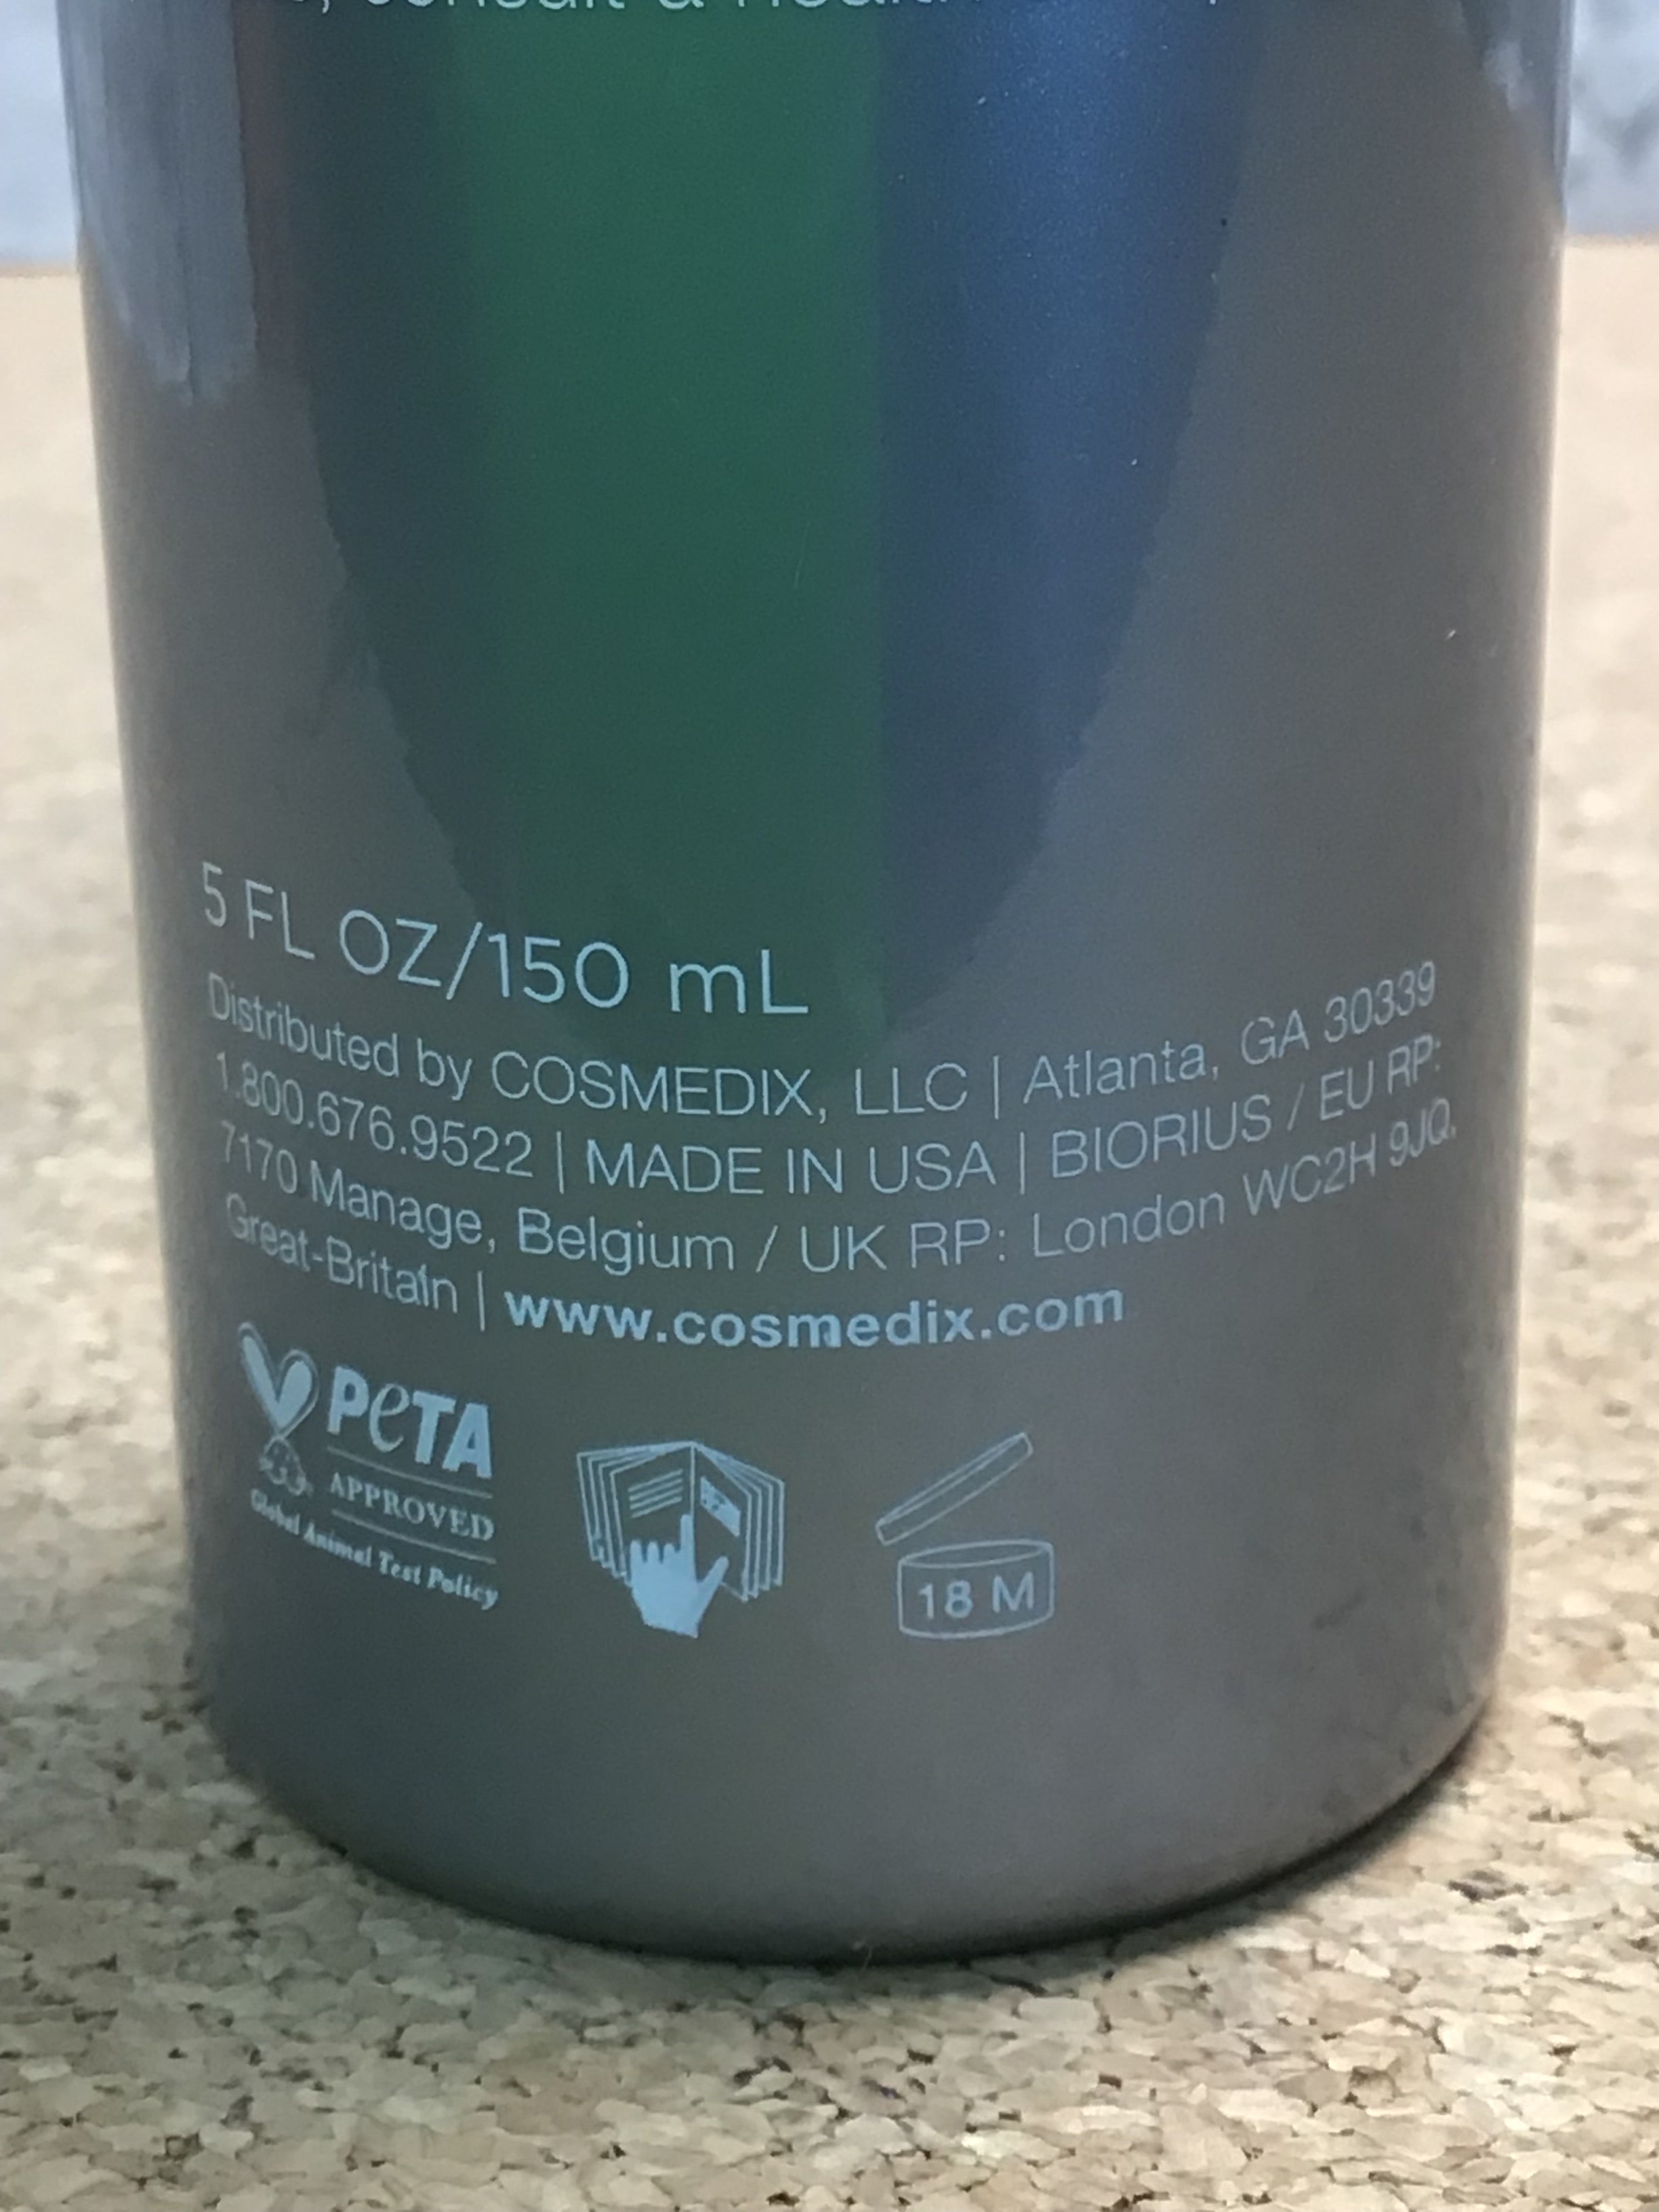 consult a
5 FL OZ/150 mL
Distributed by COSMEDIX, LLC | Atlanta, GA 30339
1.800.676.9522 | MADE IN USA | BIORIUS / EU RP:
7170 Manage, Belgium / UK RP: London WC2H 9JQ,
Great-Britain | www.cosmedix.com
PeTA
APPROVED
Global Animal Test Policy
18 M